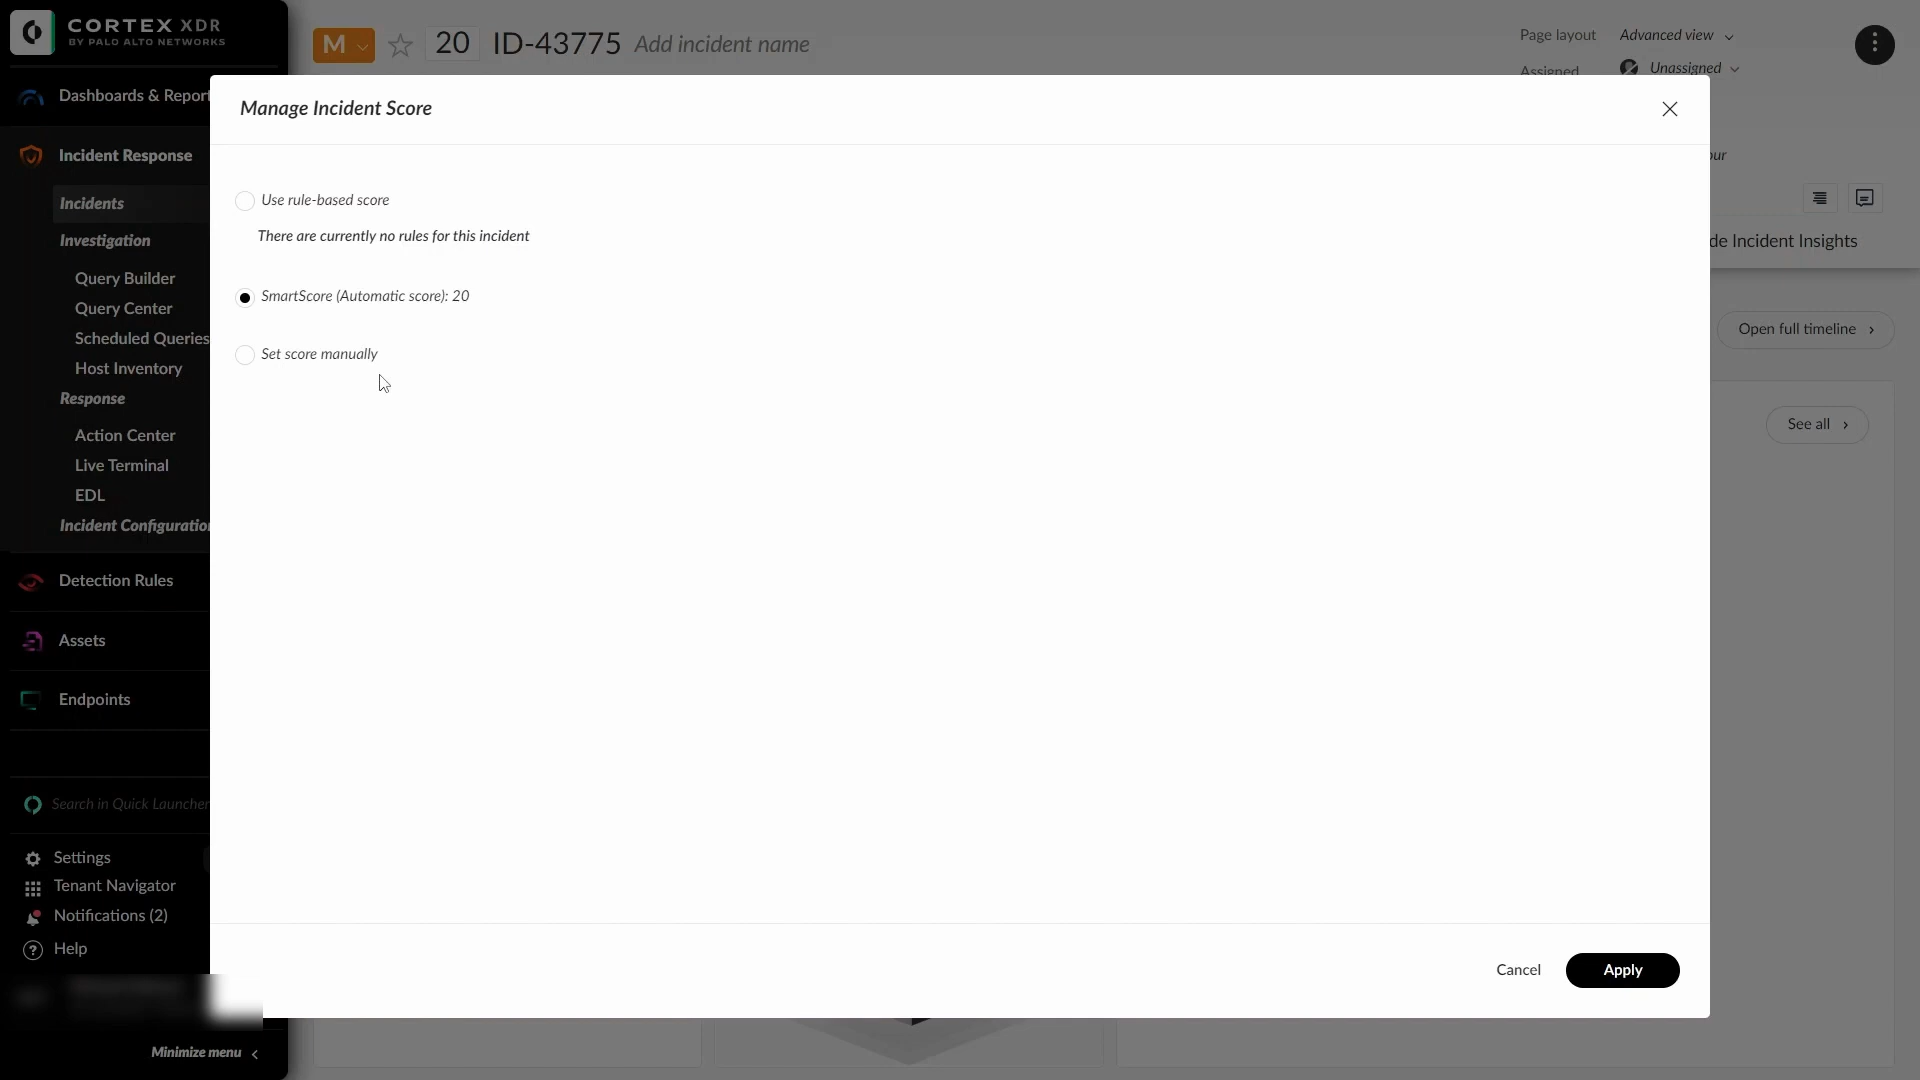 CORTEX XDR
BY PALO ALTO NETWORKS
M
20
ID-43775
Add incident name
Page layout
Advanced view
Assigned
Unassigned
Dashboards & Report
Manage Incident Score
Incident Response
Incidents
Investigation
Query Builder
Query Center
Scheduled Queries
Host Inventory
Response
Action Center
Live Terminal
EDL
Incident Configuration
Detection Rules
Assets
Endpoints
Search in Quick Launcher
Settings
Tenant Navigator
Notifications (2)
Help
Minimize menu
Use rule-based score
There are currently no rules for this incident
SmartScore (Automatic score): 20
Set score manually
our
de Incident Insights
Open full timeline
See all
Cancel
Apply